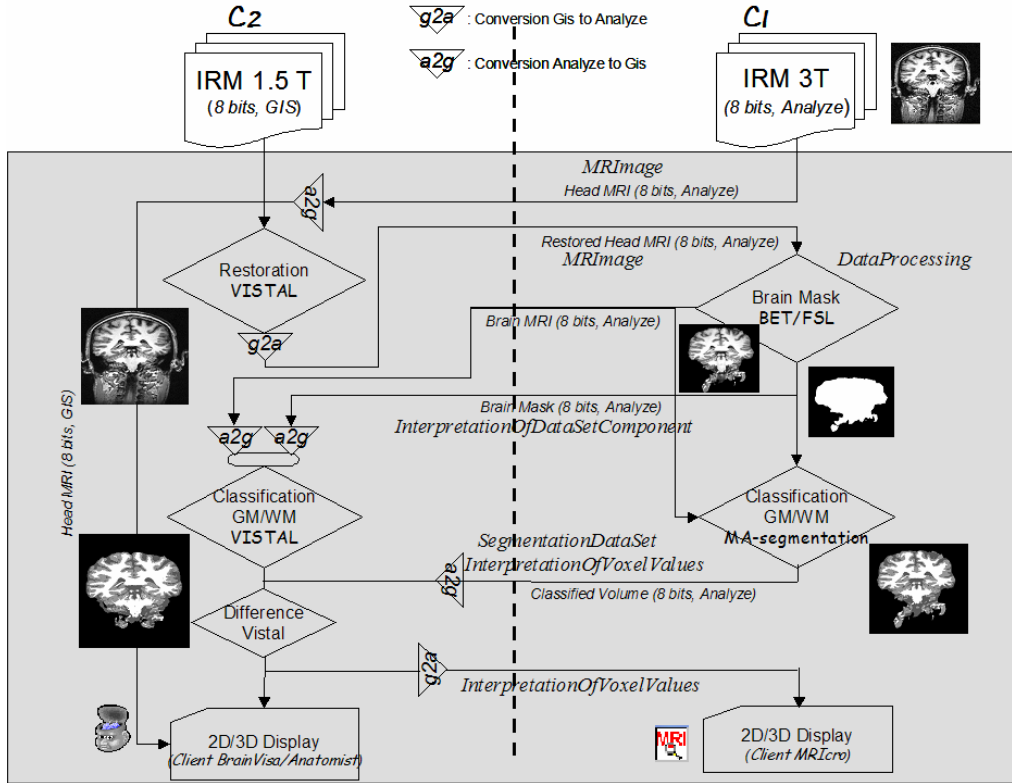 C2
g2a : Conversion Gis to Analyze
C1
a2g : Conversion Analyze to Gis
IRM 1.5 T
(8 bits, GIS)
IRM 3T
(8 bits, Analyze)
MRImage
Head MRI (8 bits, Analyze)
a2g
Restored Head MRI (8 bits, Analyze)
MRImage
DataProcessing
Restoration
VISTAL
Brain Mask
BET/FSL
g2a
Brain MRI (8 bits, Analyze)
Brain Mask (8 bits, Analyze)
InterpretationOfDataSetComponent
a2g
a2g
Head MRI (8 bits, GIS)
Classification
GM/WM
VISTAL
Classification
GM/WM
MA-segmentation
SegmentationDataSet
InterpretationOfVoxelValues
a2g
Classified Volume (8 bits, Analyze)
Difference
Vistal
g2a
InterpretationOfVoxelValues
2D/3D Display
(Client BrainVisa/Anatomist)
MRI
2D/3D Display
(Client MRIcro)